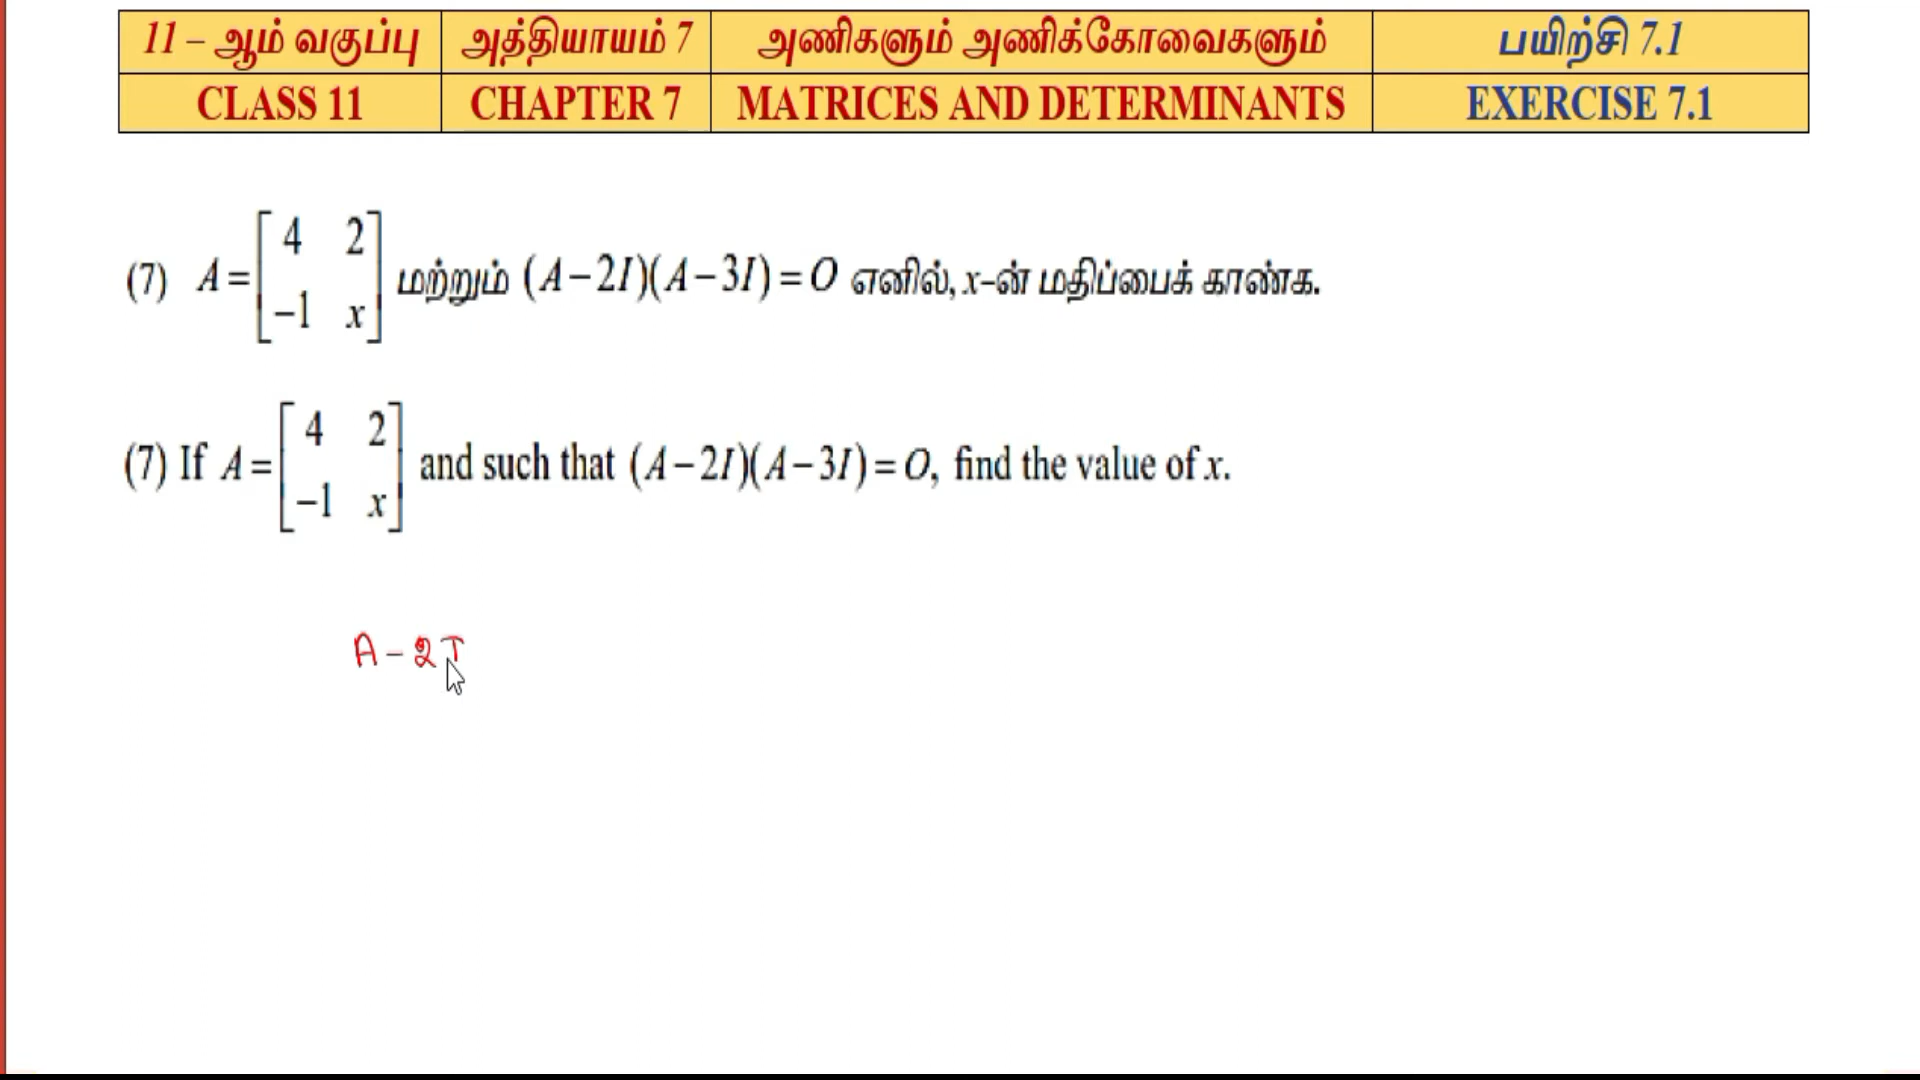 11 – ஆம் வகுப்பு அத்தியாயம் 7 அணிகளும் அணிக்கோவைகளும் பயிற்சி 7.1
CLASS 11 CHAPTER 7 MATRICES AND DETERMINANTS EXERCISE 7.1
(7) A = [4 2; −1 x] மற்றும் (A − 2I)(A − 3I) = O எனில், x-ன் மதிப்பைக் காண்க.
(7) If A = [4 2; −1 x] and such that (A − 2I)(A − 3I) = O, find the value of x.
A - 2I